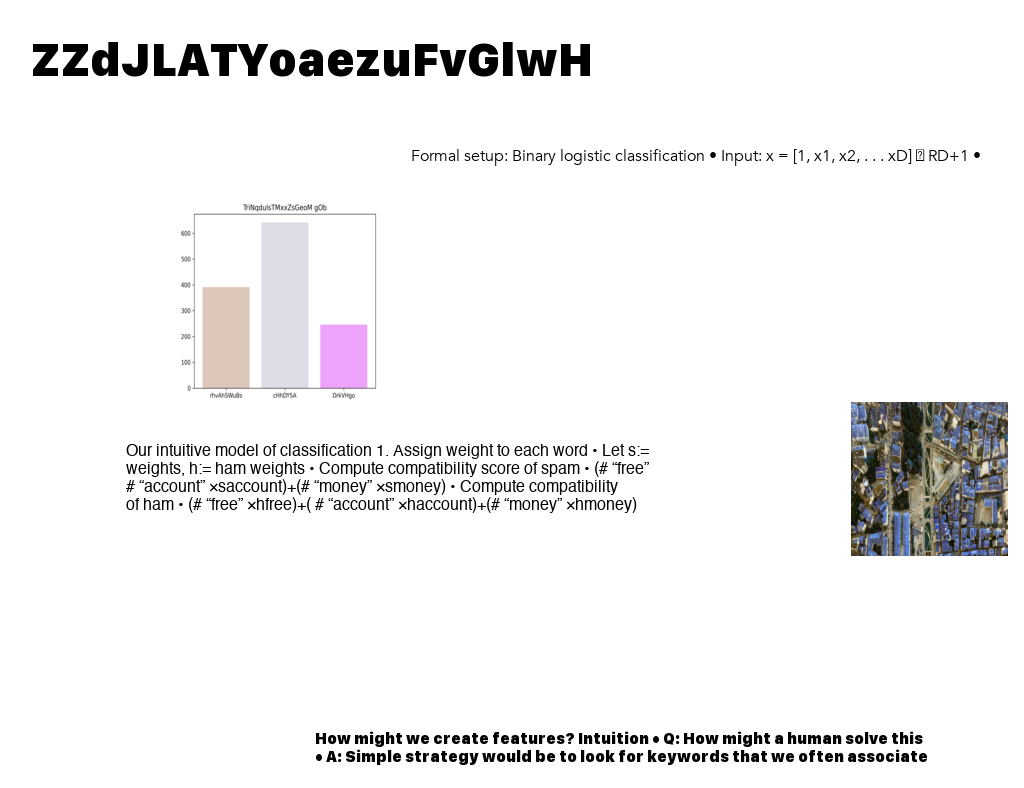 ZZdJLATYoaezuFvGlwH
Formal setup: Binary logistic classification • Input: x = [1, x1, x2, . . . xD] RD+1 •
TriNqduIsTMxxZsGeoM gOb
600
500
400
300
200
100
0
rhvAhSWuBs cHhDYSA DrkVHgo
Our intuitive model of classification 1. Assign weight to each word • Let s:=
weights, h:= ham weights • Compute compatibility score of spam • (# “free”
# “account” ×saccount)+(# “money” ×smoney) • Compute compatibility
of ham • (# “free” ×hfree)+( # “account” ×haccount)+(# “money” ×hmoney)
How might we create features? Intuition • Q: How might a human solve this
• A: Simple strategy would be to look for keywords that we often associate